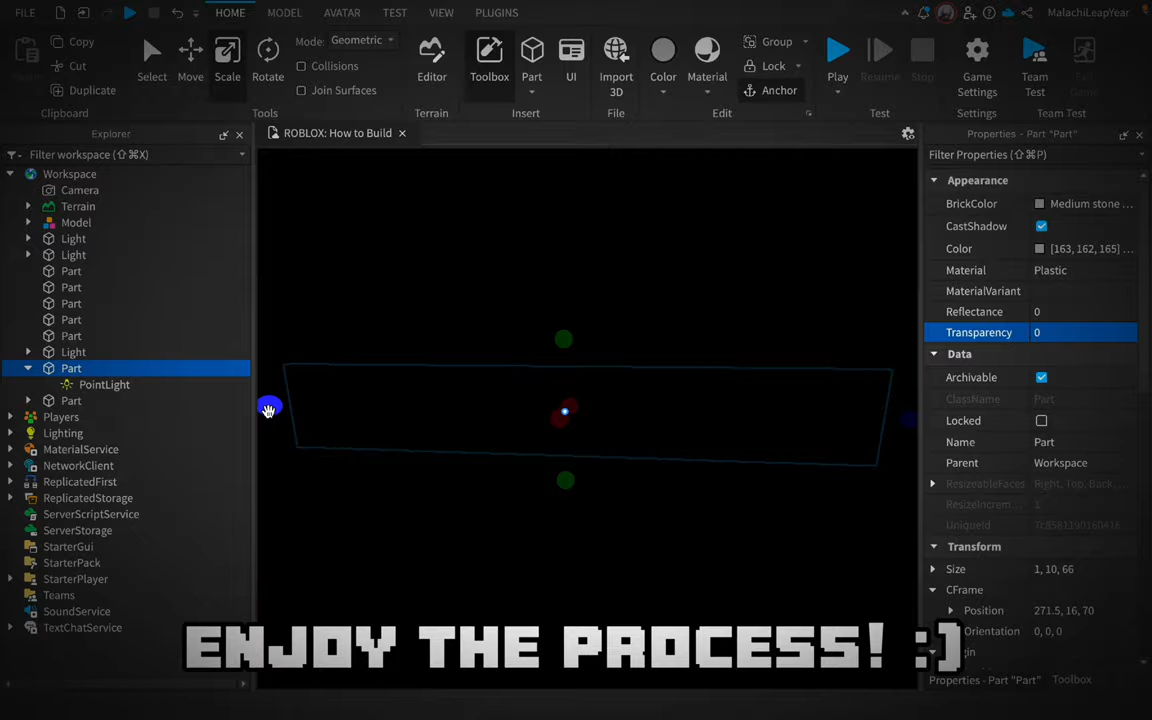 FILE HOME MODEL AVATAR TEST VIEW PLUGINS MalachiLeapYear
Copy
Cut
Duplicate
Clipboard
Select Move Scale Rotate
Mode: Geometric
Collisions
Join Surfaces
Tools
Editor
Terrain
Toolbox Part UI
Insert
Import
3D
File
Color Material
Group
Lock
Anchor
Edit
Play Resume Stop
Test
Game
Settings
Settings
Team
Test
Exit
Game
Team Test
Explorer
Filter workspace (⇧⌘X)
Workspace
Camera
Terrain
Model
Light
Light
Part
Part
Part
Part
Part
Light
Part
PointLight
Part
Players
Lighting
MaterialService
NetworkClient
ReplicatedFirst
ReplicatedStorage
ServerScriptService
ServerStorage
StarterGui
StarterPack
StarterPlayer
Teams
SoundService
TextChatService
ROBLOX: How to Build
Properties - Part "Part"
Filter Properties (⇧⌘P)
Appearance
BrickColor Medium stone ...
CastShadow
Color [163, 162, 165] ...
Material Plastic
MaterialVariant
Reflectance 0
Transparency 0
Data
Archivable
ClassName Part
Locked
Name Part
Parent Workspace
ResizeableFaces Right, Top, Back, ...
ResizeIncrem... 1
UniqueId
Transform
Size 1, 10, 66
CFrame
Position 271.5, 16, 70
Orientation 0, 0, 0
Properties - Part "Part" Toolbox
ENJOY THE PROCESS! :]